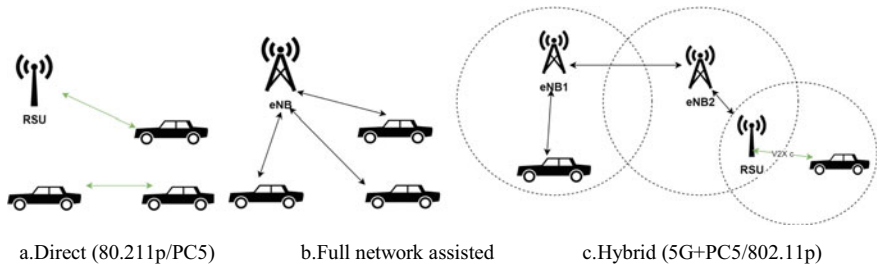 RSU
eNB
eNB1
eNB2
RSU
V2X c
a.Direct (80.211p/PC5)
b.Full network assisted
c.Hybrid (5G+PC5/802.11p)